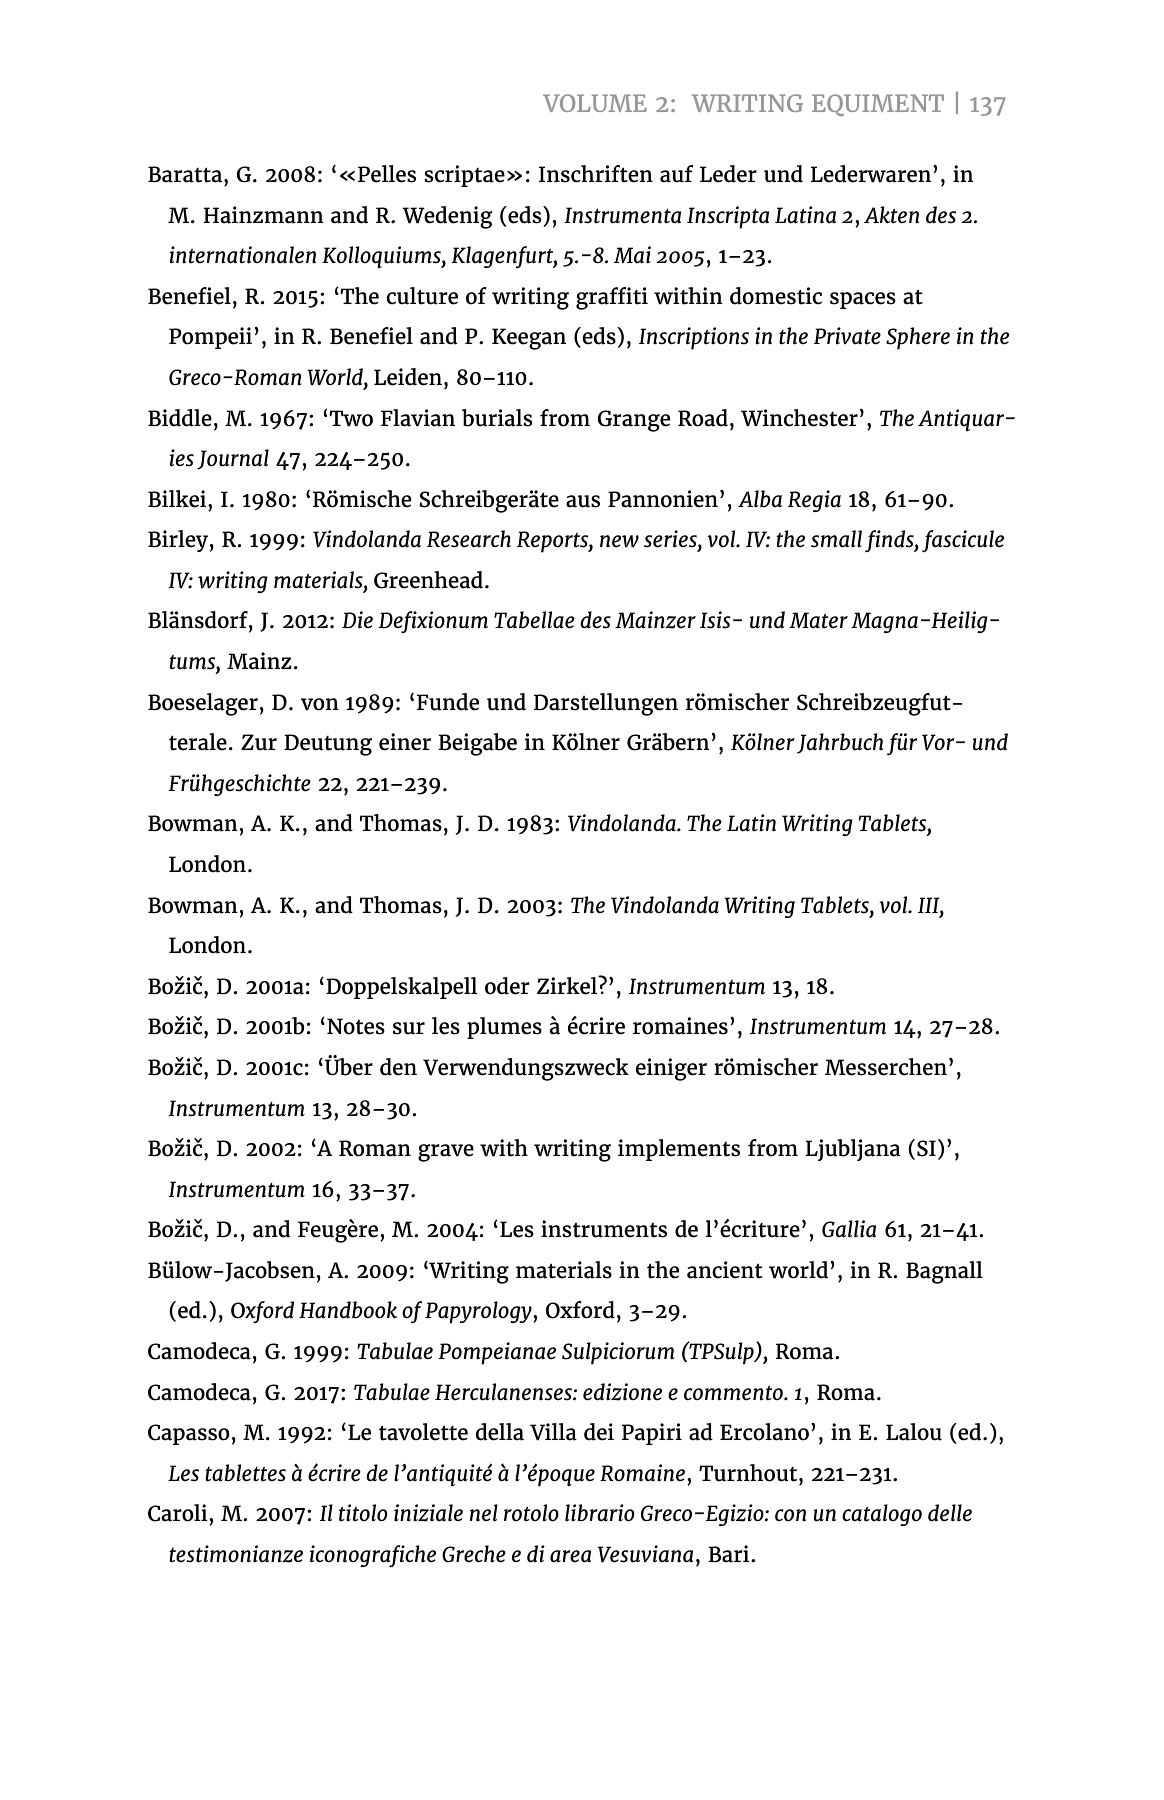 VOLUME 2: WRITING EQUIMENT | 137
Baratta, G. 2008: ‘«Pelles scriptae»: Inschriften auf Leder und Lederwaren’, in
M. Hainzmann and R. Wedenig (eds), Instrumenta Inscripta Latina 2, Akten des 2.
internationalen Kolloquiums, Klagenfurt, 5.-8. Mai 2005, 1–23.
Benefiel, R. 2015: ‘The culture of writing graffiti within domestic spaces at
Pompeii’, in R. Benefiel and P. Keegan (eds), Inscriptions in the Private Sphere in the
Greco-Roman World, Leiden, 80–110.
Biddle, M. 1967: ‘Two Flavian burials from Grange Road, Winchester’, The Antiquar-
ies Journal 47, 224–250.
Bilkei, I. 1980: ‘Römische Schreibgeräte aus Pannonien’, Alba Regia 18, 61–90.
Birley, R. 1999: Vindolanda Research Reports, new series, vol. IV: the small finds, fascicule
IV: writing materials, Greenhead.
Blänsdorf, J. 2012: Die Defixionum Tabellae des Mainzer Isis- und Mater Magna-Heilig-
tums, Mainz.
Boeselager, D. von 1989: ‘Funde und Darstellungen römischer Schreibzeugfut-
terale. Zur Deutung einer Beigabe in Kölner Gräbern’, Kölner Jahrbuch für Vor- und
Frühgeschichte 22, 221–239.
Bowman, A. K., and Thomas, J. D. 1983: Vindolanda. The Latin Writing Tablets,
London.
Bowman, A. K., and Thomas, J. D. 2003: The Vindolanda Writing Tablets, vol. III,
London.
Božič, D. 2001a: ‘Doppelskalpell oder Zirkel?’, Instrumentum 13, 18.
Božič, D. 2001b: ‘Notes sur les plumes à écrire romaines’, Instrumentum 14, 27–28.
Božič, D. 2001c: ‘Über den Verwendungszweck einiger römischer Messerchen’,
Instrumentum 13, 28–30.
Božič, D. 2002: ‘A Roman grave with writing implements from Ljubljana (SI)’,
Instrumentum 16, 33–37.
Božič, D., and Feugère, M. 2004: ‘Les instruments de l’écriture’, Gallia 61, 21–41.
Bülow-Jacobsen, A. 2009: ‘Writing materials in the ancient world’, in R. Bagnall
(ed.), Oxford Handbook of Papyrology, Oxford, 3–29.
Camodeca, G. 1999: Tabulae Pompeianae Sulpiciorum (TPSulp), Roma.
Camodeca, G. 2017: Tabulae Herculanenses: edizione e commento. 1, Roma.
Capasso, M. 1992: ‘Le tavolette della Villa dei Papiri ad Ercolano’, in E. Lalou (ed.),
Les tablettes à écrire de l’antiquité à l’époque Romaine, Turnhout, 221–231.
Caroli, M. 2007: Il titolo iniziale nel rotolo librario Greco-Egizio: con un catalogo delle
testimonianze iconografiche Greche e di area Vesuviana, Bari.